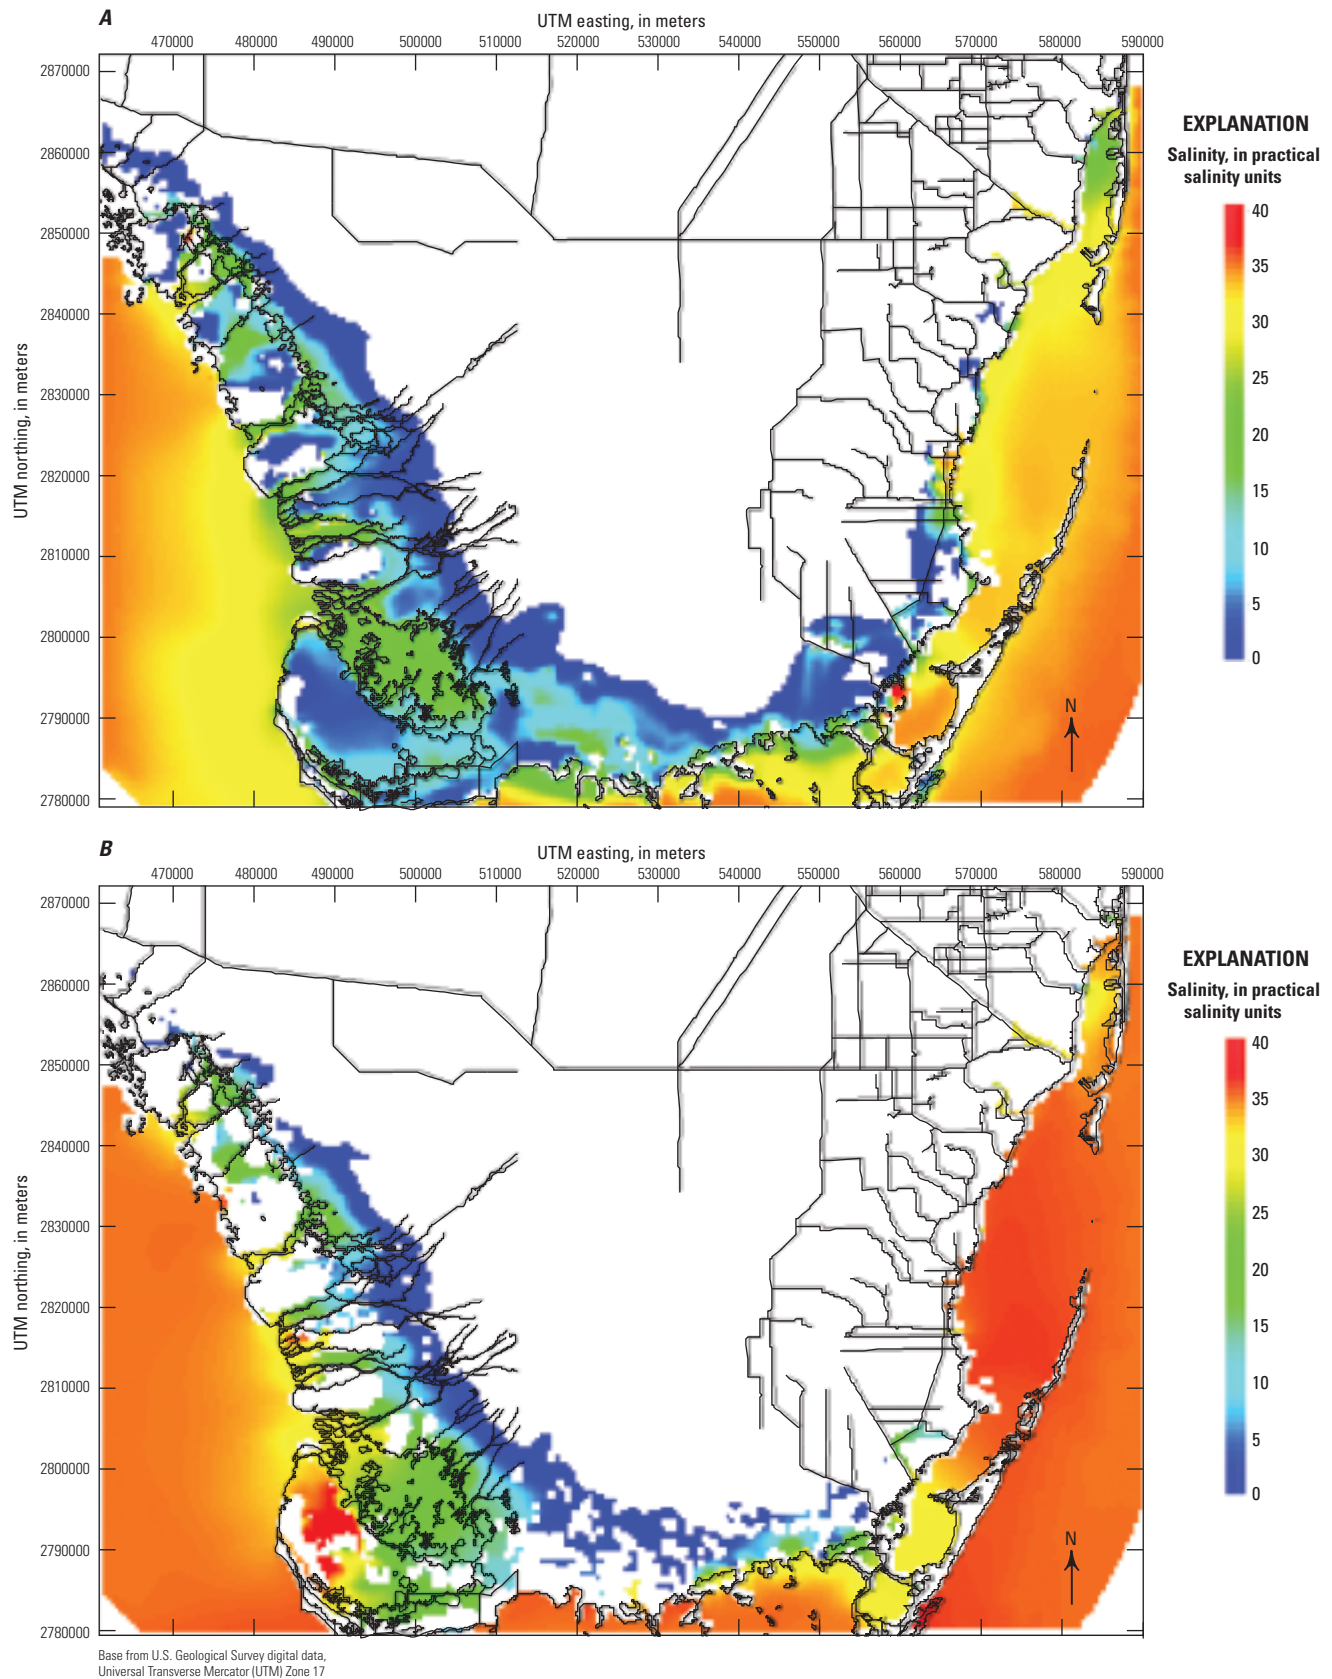 A
UTM easting, in meters
470000 480000 490000 500000 510000 520000 530000 540000 550000 560000 570000 580000 590000
2870000
2860000
2850000
2840000
2830000
2820000
2810000
2800000
2790000
2780000
UTM northing, in meters
N
EXPLANATION
Salinity, in practical
salinity units
40
35
30
25
20
15
10
5
0
B
UTM easting, in meters
470000 480000 490000 500000 510000 520000 530000 540000 550000 560000 570000 580000 590000
2870000
2860000
2850000
2840000
2830000
2820000
2810000
2800000
2790000
2780000
UTM northing, in meters
N
EXPLANATION
Salinity, in practical
salinity units
40
35
30
25
20
15
10
5
0
Base from U.S. Geological Survey digital data,
Universal Transverse Mercator (UTM) Zone 17